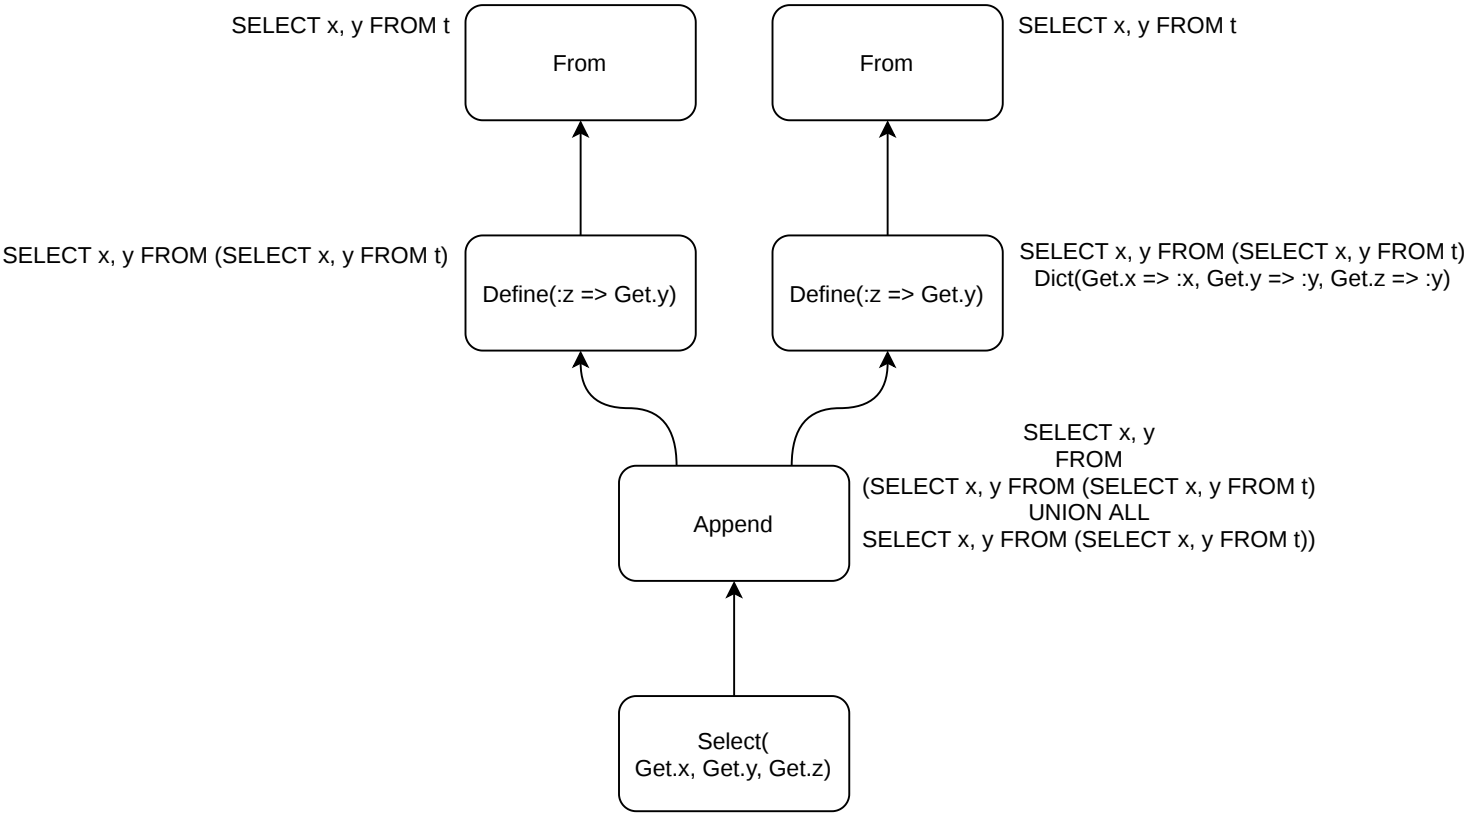 SELECT x, y FROM t
From
From
SELECT x, y FROM t
SELECT x, y FROM (SELECT x, y FROM t)
Define(:z => Get.y)
Define(:z => Get.y)
SELECT x, y FROM (SELECT x, y FROM t)
Dict(Get.x => :x, Get.y => :y, Get.z => :y)
Append
SELECT x, y
FROM
(SELECT x, y FROM (SELECT x, y FROM t)
UNION ALL
SELECT x, y FROM (SELECT x, y FROM t))
Select(
Get.x, Get.y, Get.z)